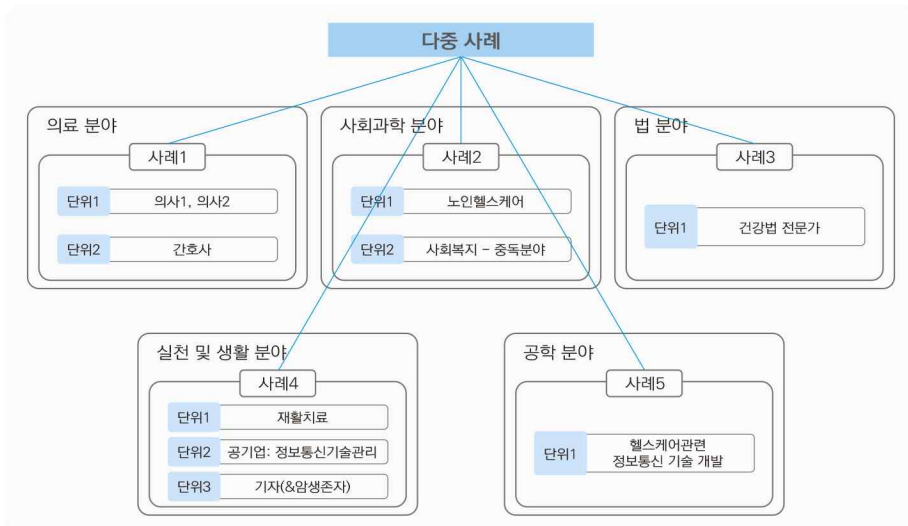 다중 사례
의료 분야
사례1
단위1 의사1, 의사2
단위2 간호사
사회과학 분야
사례2
단위1 노인헬스케어
단위2 사회복지 - 중독분야
법 분야
사례3
단위1 건강법 전문가
실천 및 생활 분야
사례4
단위1 재활치료
단위2 공기업: 정보통신기술관리
단위3 기자(&암생존자)
공학 분야
사례5
단위1 헬스케어관련
정보통신 기술 개발